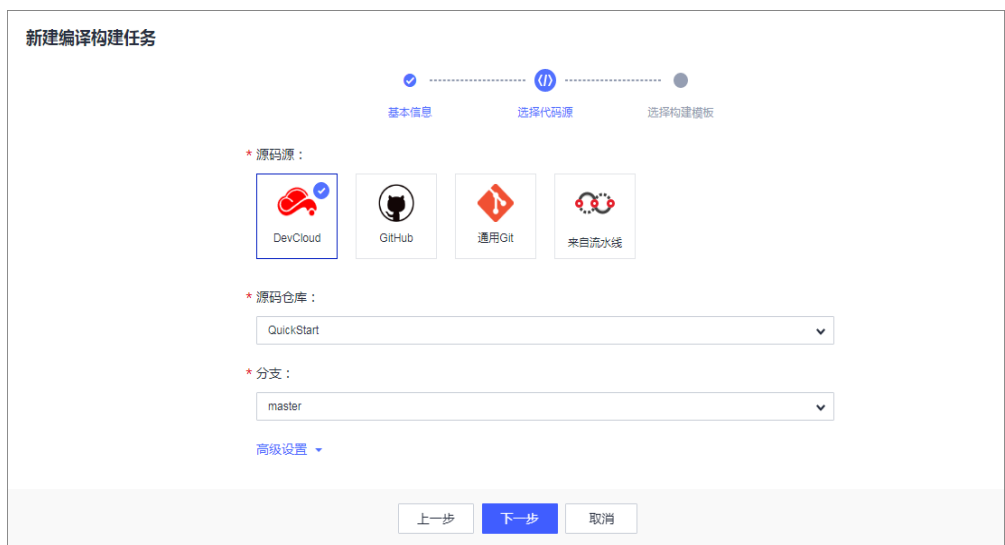 新建编译构建任务
基本信息 选择代码源 选择构建模板
* 源码源：
DevCloud GitHub 通用Git 来自流水线
* 源码仓库：
QuickStart
* 分支：
master
高级设置
上一步 下一步 取消